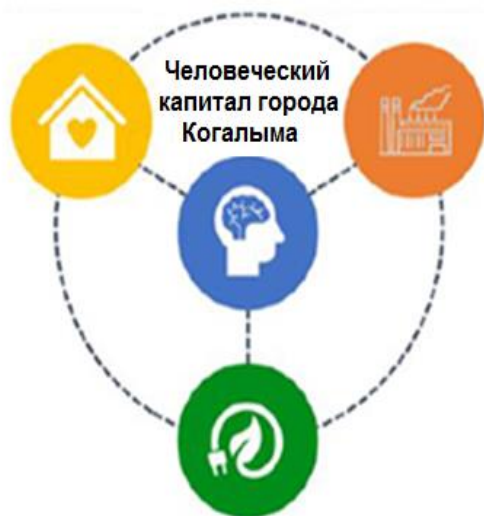 Человеческий
капитал города
Когалыма